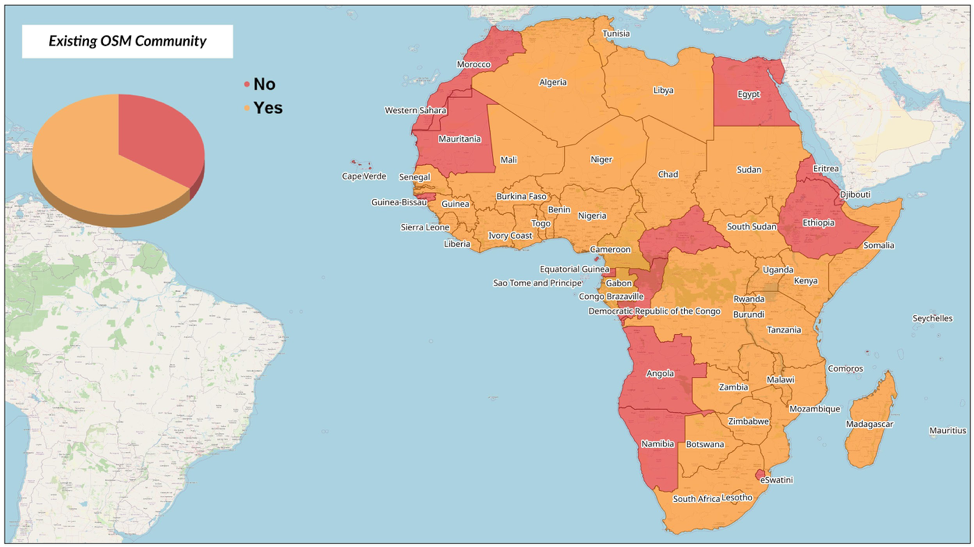 Existing OSM Community
No
Yes
Tunisia
Morocco
Algeria
Libya
Egypt
Western Sahara
Mauritania
Mali
Niger
Chad
Sudan
Eritrea
Cape Verde
Senegal
Djibouti
Burkina Faso
Guinea-Bissau
Guinea
Benin
Nigeria
Togo
Sierra Leone
Ivory Coast
South Sudan
Ethiopia
Liberia
Cameroon
Somalia
Equatorial Guinea
Uganda
Sao Tome and Principe
Gabon
Kenya
Congo Brazaville
Rwanda
Democratic Republic of the Congo
Burundi
Seychelles
Tanzania
Comoros
Angola
Malawi
Zambia
Mozambique
Zimbabwe
Madagascar
Mauritius
Namibia
Botswana
eSwatini
South Africa
Lesotho